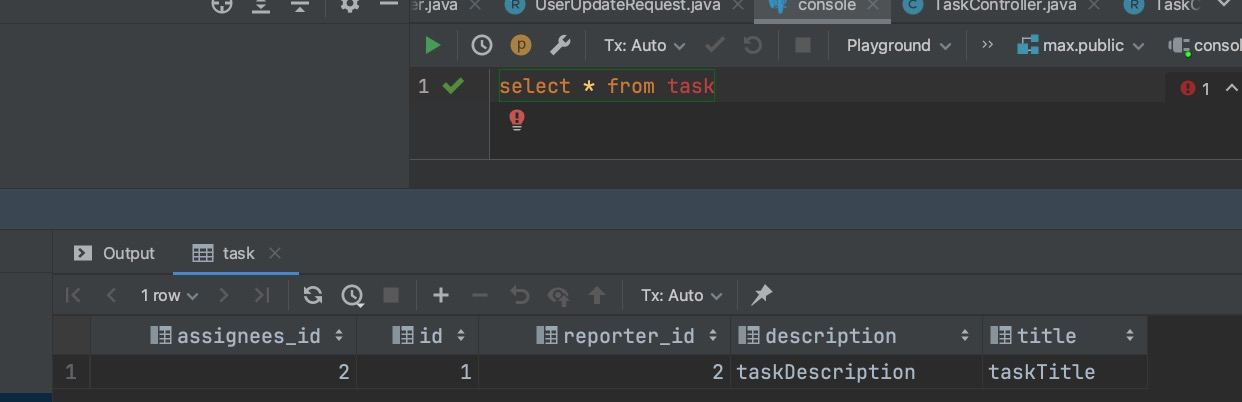 er.java UserUpdateRequest.java console TaskController.java TaskC
p Tx: Auto Playground >> max.public consol
1 select * from task 1
Output task
1 row Tx: Auto
assignees_id id reporter_id description title
1 2 1 2 taskDescription taskTitle